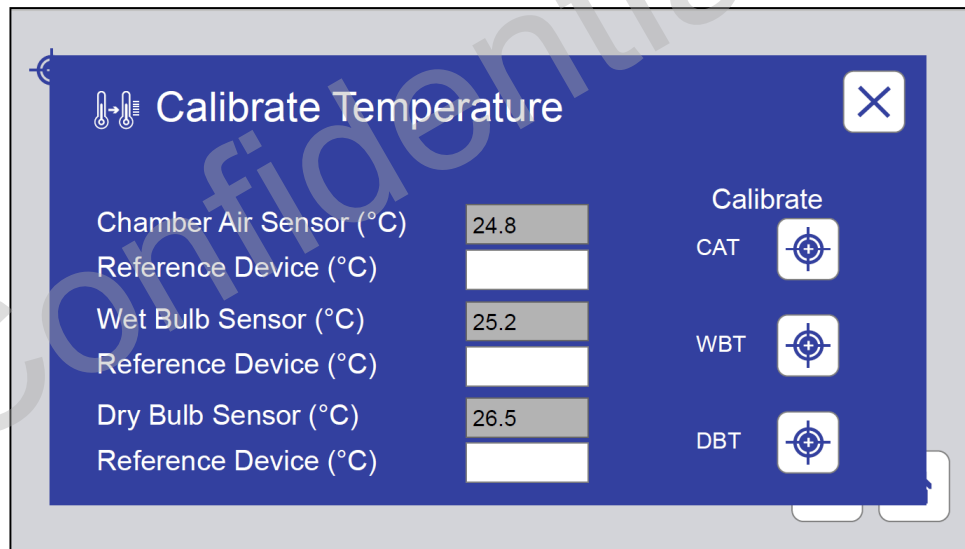 Calibrate Temperature
Calibrate
Chamber Air Sensor (°C) 24.8
CAT
Reference Device (°C)
Wet Bulb Sensor (°C) 25.2
WBT
Reference Device (°C)
Dry Bulb Sensor (°C) 26.5
DBT
Reference Device (°C)
Confidential